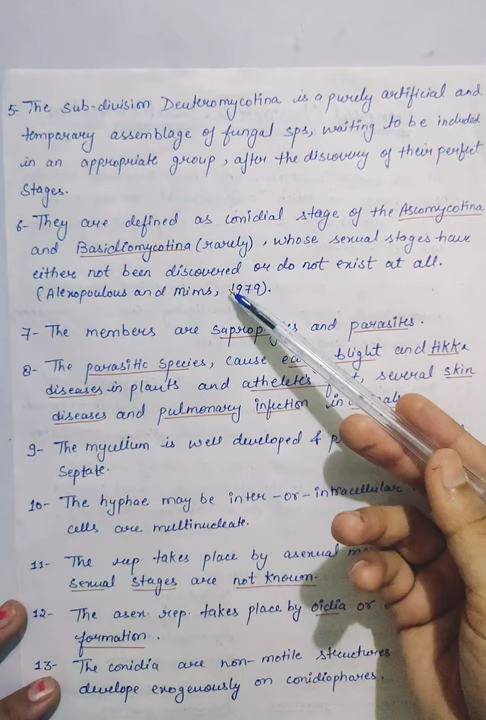 5- The sub-division Deuteromycotina is a purely artificial and
temparary assemblage of fungal sps, waiting to be included
in an appropriate group, after the discovery of their perfect
stages.
6- They are defined as conidial stage of the Ascomycotina
and Basidiomycotina (rarely), whose sexual stages have
either not been discovered or do not exist at all.
(Alexopoulous and Mims, 1979).
7- The members are and parasites.
8- The parasitic species, cause blight and tikka
diseases in plants and atheletes , several skin
diseases and pulmonary infection in
9- The mycelium is well developed &
septate.
10- The hyphae may be inter-or-intracellular.
cells are multinucleate.
11- The rep takes place by asexual
sexual stages are not known.
12- The asex. rep. takes place by oidia or
formation.
13- The conidia are non-motile structures
develope exogenously on conidiophares.